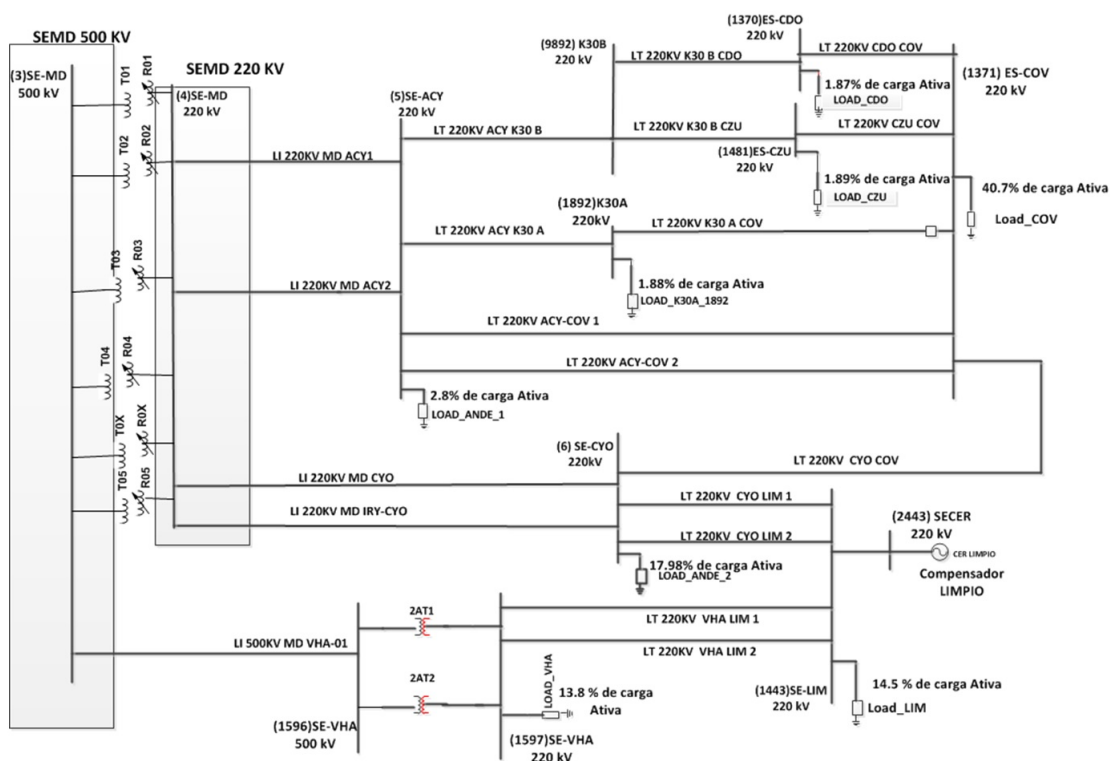 SEMD 500 KV
(3)SE-MD
500 kV
T01
R01
SEMD 220 KV
(4)SE-MD
220 kV
T02
R02
T03
R03
T04
R04
T0X
R0X
T05
R05
LI 220KV MD ACY1
LI 220KV MD ACY2
LI 220KV MD CYO
LI 220KV MD IRY-CYO
LI 500KV MD VHA-01
(5)SE-ACY
220 kV
LT 220KV ACY K30 B
LT 220KV ACY K30 A
LT 220KV ACY-COV 1
LT 220KV ACY-COV 2
2.8% de carga Ativa
LOAD_ANDE_1
(9892) K30B
220 kV
LT 220KV K30 B CDO
LT 220KV K30 B CZU
(1370)ES-CDO
220 kV
LT 220KV CDO COV
1.87% de carga Ativa
LOAD_CDO
LT 220KV CZU COV
(1481)ES-CZU
220 kV
1.89% de carga Ativa
LOAD_CZU
(1371) ES-COV
220 kV
40.7% de carga Ativa
Load_COV
(1892)K30A
220kV
LT 220KV K30 A COV
1.88% de carga Ativa
LOAD_K30A_1892
(6) SE-CYO
220kV
LT 220KV CYO COV
LT 220KV CYO LIM 1
LT 220KV CYO LIM 2
17.98% de carga Ativa
LOAD_ANDE_2
(2443) SECER
220 kV
CER LIMPIO
Compensador
LIMPIO
2AT1
2AT2
LT 220KV VHA LIM 1
LT 220KV VHA LIM 2
LOAD_VHA
13.8 % de carga
Ativa
(1443)SE-LIM
220 kV
14.5 % de carga Ativa
Load_LIM
(1596)SE-VHA
500 kV
(1597)SE-VHA
220 kV